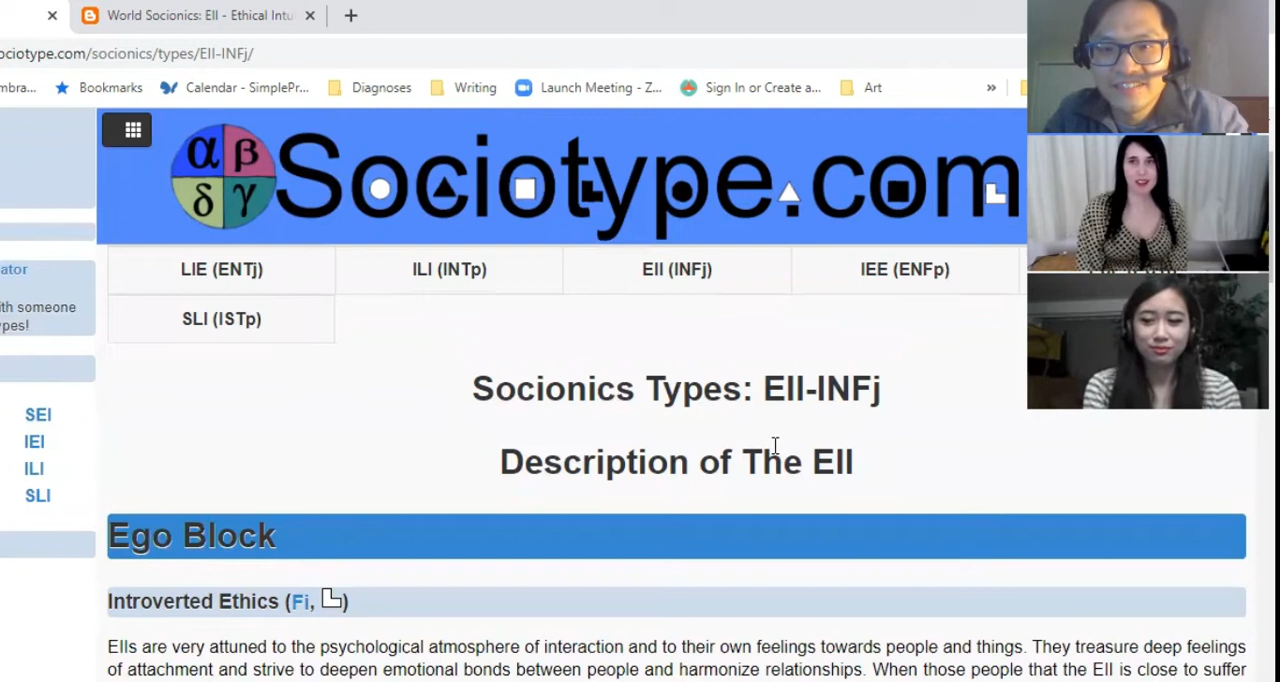 World Socionics: EII - Ethical Intu
ociotype.com/socionics/types/EII-INFj/
mbra...
Bookmarks
Calendar - SimplePr...
Diagnoses
Writing
Launch Meeting - Z...
Sign In or Create a...
Art
»
α β
δ γ
Sociotype.com
LIE (ENTj)
ILI (INTp)
EII (INFj)
IEE (ENFp)
SLI (ISTp)
ator
ith someone
ypes!
SEI
IEI
ILI
SLI
Socionics Types: EII-INFj
Description of The EII
Ego Block
Introverted Ethics (Fi, )
EIIs are very attuned to the psychological atmosphere of interaction and to their own feelings towards people and things. They treasure deep feelings
of attachment and strive to deepen emotional bonds between people and harmonize relationships. When those people that the EII is close to suffer